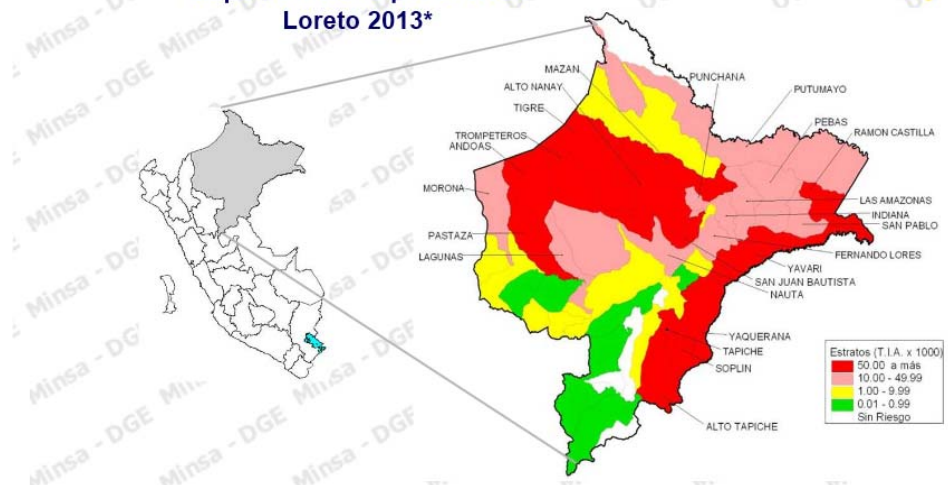 Loreto 2013*
Minsa - DGE
MAZAN
PUNCHANA
ALTO NANAY
PUTUMAYO
TIGRE
PEBAS
TROMPETEROS
RAMON CASTILLA
ANDOAS
MORONA
LAS AMAZONAS
INDIANA
SAN PABLO
PASTAZA
FERNANDO LORES
LAGUNAS
YAVARI
SAN JUAN BAUTISTA
NAUTA
YAQUERANA
TAPICHE
SOPLIN
ALTO TAPICHE
Estratos (T.I.A. x 1000)
50.00 a más
10.00 - 49.99
1.00 - 9.99
0.01 - 0.99
Sin Riesgo